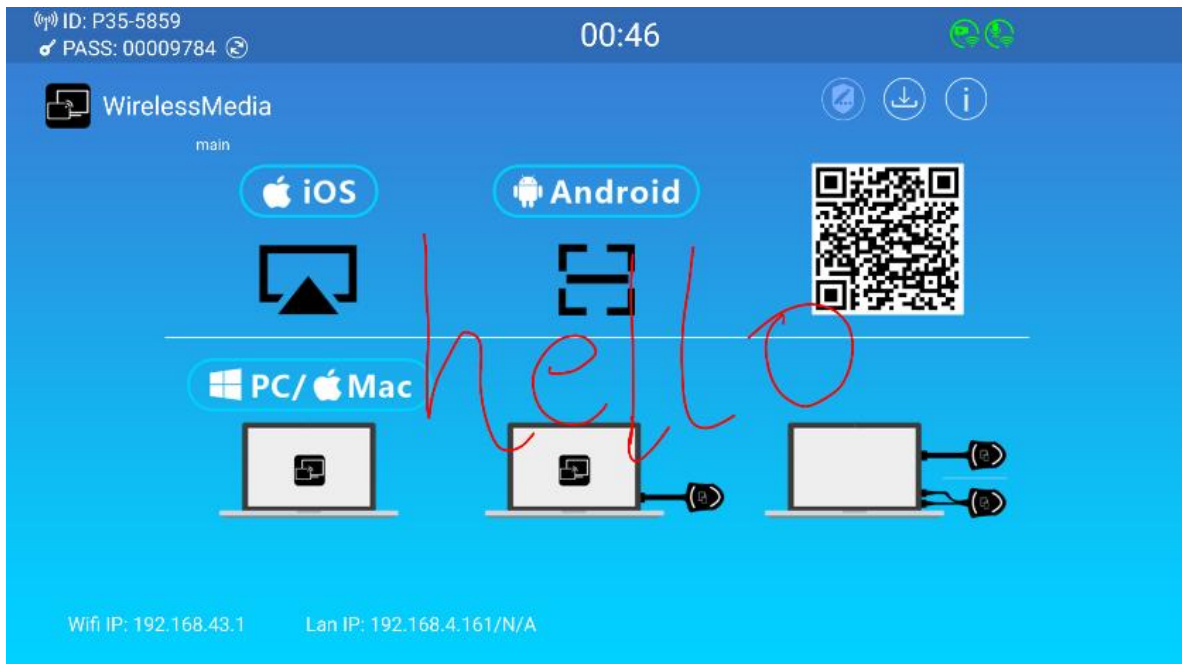 ID: P35-5859
00:46
PASS: 00009784
WirelessMedia
main
iOS
Android
hello
PC/ Mac
Wifi IP: 192.168.43.1
Lan IP: 192.168.4.161/N/A